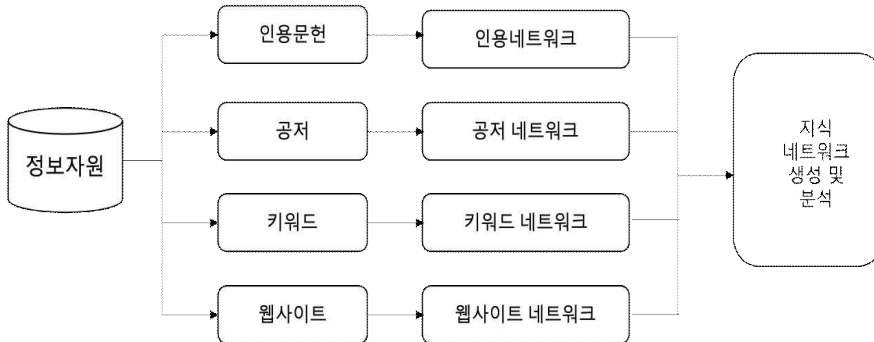 정보자원
인용문헌
인용네트워크
공저
공저 네트워크
키워드
키워드 네트워크
웹사이트
웹사이트 네트워크
지식
네트워크
생성 및
분석